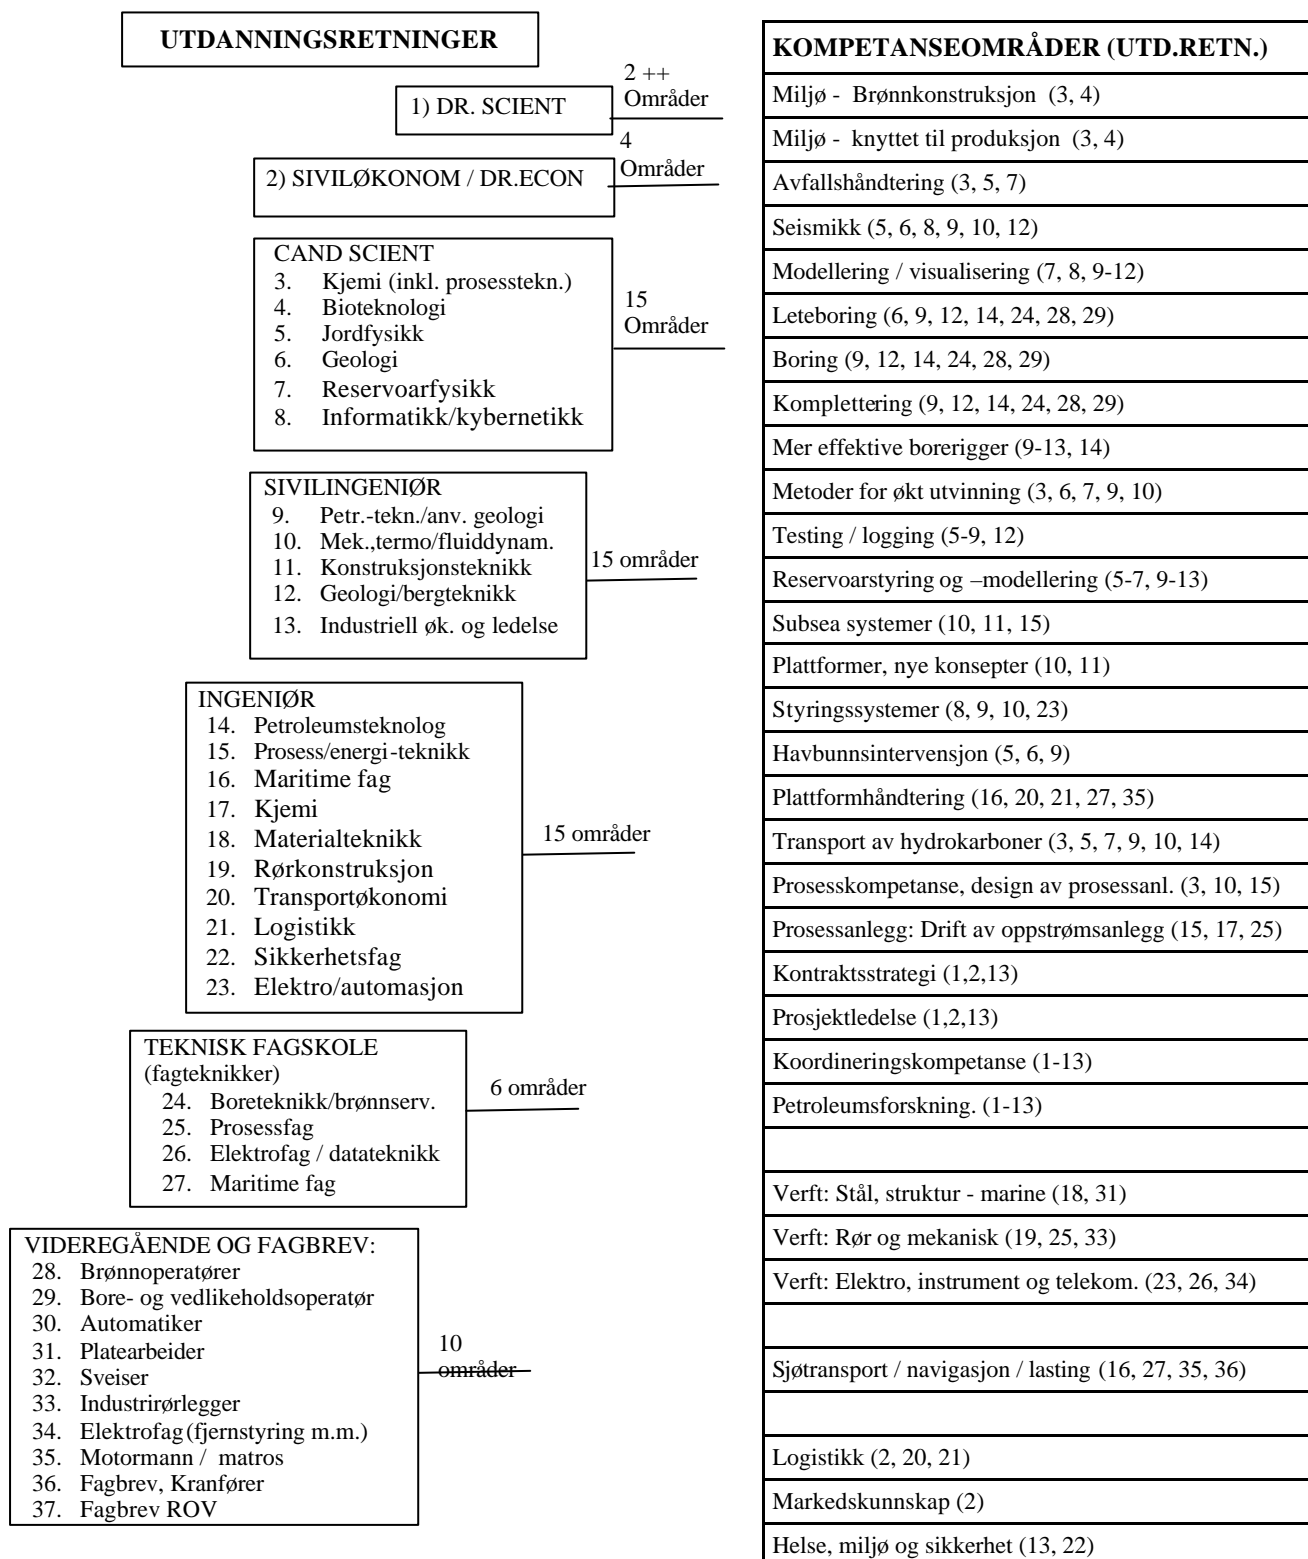 UTDANNINGSRETNINGER
1) DR. SCIENT
2 ++
Områder
2) SIVILØKONOM / DR.ECON
4
Områder
CAND SCIENT
3. Kjemi (inkl. prosesstekn.)
4. Bioteknologi
5. Jordfysikk
6. Geologi
7. Reservoarfysikk
8. Informatikk/kybernetikk
15
Områder
SIVILINGENIØR
9. Petr.-tekn./anv. geologi
10. Mek.,termo/fluiddynam.
11. Konstruksjonsteknikk
12. Geologi/bergteknikk
13. Industriell øk. og ledelse
15 områder
INGENIØR
14. Petroleumsteknolog
15. Prosess/energi-teknikk
16. Maritime fag
17. Kjemi
18. Materialteknikk
19. Rørkonstruksjon
20. Transportøkonomi
21. Logistikk
22. Sikkerhetsfag
23. Elektro/automasjon
15 områder
TEKNISK FAGSKOLE
(fagteknikker)
24. Boreteknikk/brønnserv.
25. Prosessfag
26. Elektrofag / datateknikk
27. Maritime fag
6 områder
VIDEREGÅENDE OG FAGBREV:
28. Brønnoperatører
29. Bore- og vedlikeholdsoperatør
30. Automatiker
31. Platearbeider
32. Sveiser
33. Industrirørlegger
34. Elektrofag (fjernstyring m.m.)
35. Motormann / matros
36. Fagbrev, Kranfører
37. Fagbrev ROV
10
områder
KOMPETANSEOMRÅDER (UTD.RETN.)
Miljø - Brønnkonstruksjon (3, 4)
Miljø - knyttet til produksjon (3, 4)
Avfallshåndtering (3, 5, 7)
Seismikk (5, 6, 8, 9, 10, 12)
Modellering / visualisering (7, 8, 9-12)
Leteboring (6, 9, 12, 14, 24, 28, 29)
Boring (9, 12, 14, 24, 28, 29)
Komplettering (9, 12, 14, 24, 28, 29)
Mer effektive borerigger (9-13, 14)
Metoder for økt utvinning (3, 6, 7, 9, 10)
Testing / logging (5-9, 12)
Reservoarstyring og –modellering (5-7, 9-13)
Subsea systemer (10, 11, 15)
Plattformer, nye konsepter (10, 11)
Styringssystemer (8, 9, 10, 23)
Havbunnsintervensjon (5, 6, 9)
Plattformhåndtering (16, 20, 21, 27, 35)
Transport av hydrokarboner (3, 5, 7, 9, 10, 14)
Prosesskompetanse, design av prosessanl. (3, 10, 15)
Prosessanlegg: Drift av oppstrømsanlegg (15, 17, 25)
Kontraktsstrategi (1,2,13)
Prosjektledelse (1,2,13)
Koordineringskompetanse (1-13)
Petroleumsforskning. (1-13)
Verft: Stål, struktur - marine (18, 31)
Verft: Rør og mekanisk (19, 25, 33)
Verft: Elektro, instrument og telekom. (23, 26, 34)
Sjøtransport / navigasjon / lasting (16, 27, 35, 36)
Logistikk (2, 20, 21)
Markedskunnskap (2)
Helse, miljø og sikkerhet (13, 22)